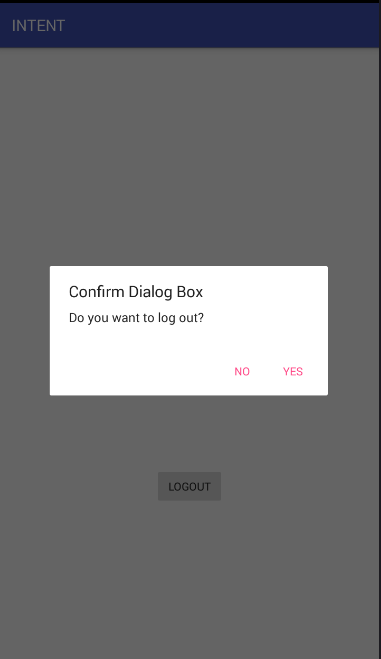 INTENT
Confirm Dialog Box
Do you want to log out?
NO YES
LOGOUT